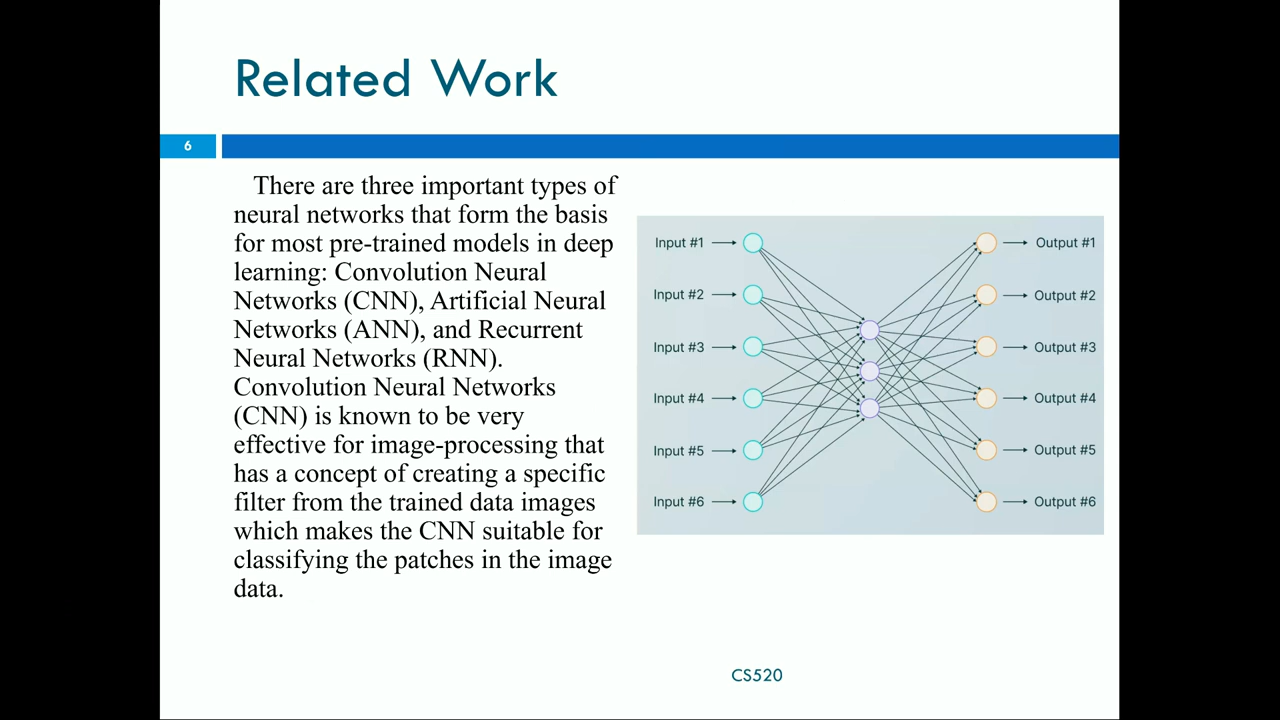 Related Work
6
There are three important types of
neural networks that form the basis
for most pre-trained models in deep
learning: Convolution Neural
Networks (CNN), Artificial Neural
Networks (ANN), and Recurrent
Neural Networks (RNN).
Convolution Neural Networks
(CNN) is known to be very
effective for image-processing that
has a concept of creating a specific
filter from the trained data images
which makes the CNN suitable for
classifying the patches in the image
data.
Input #1
Input #2
Input #3
Input #4
Input #5
Input #6
Output #1
Output #2
Output #3
Output #4
Output #5
Output #6
CS520